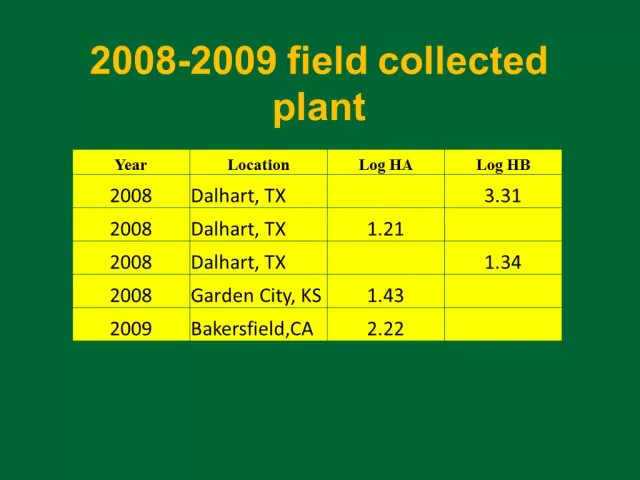 2008-2009 field collected
plant
Year Location Log HA Log HB
2008 Dalhart, TX 3.31
2008 Dalhart, TX 1.21
2008 Dalhart, TX 1.34
2008 Garden City, KS 1.43
2009 Bakersfield,CA 2.22